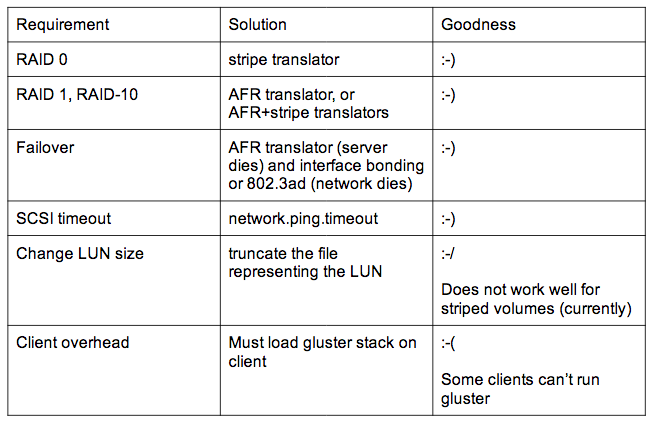 Requirement
Solution
Goodness
RAID 0
stripe translator
:-)
RAID 1, RAID-10
AFR translator, or
AFR+stripe translators
:-)
Failover
AFR translator (server
dies) and interface bonding
or 802.3ad (network dies)
:-)
SCSI timeout
network.ping.timeout
:-)
Change LUN size
truncate the file
representing the LUN
:-/
Does not work well for
striped volumes (currently)
Client overhead
Must load gluster stack on
client
:-(
Some clients can’t run
gluster